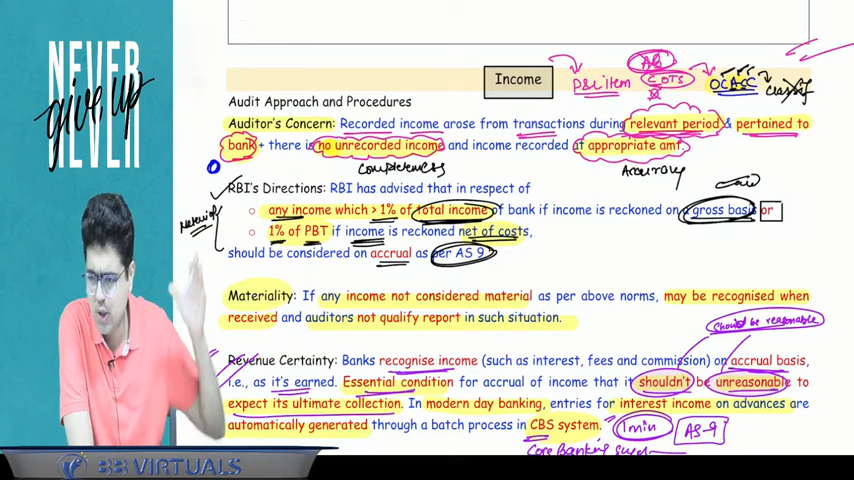 NEVER
give up
NEVER
Income
P&L item
COTS
OCACC
Classif
Audit Approach and Procedures
Auditor's Concern: Recorded income arose from transactions during relevant period & pertained to
bank + there is no unrecorded income and income recorded at appropriate amt.
Completeness
Accuracy
RBI's Directions: RBI has advised that in respect of
any income which > 1% of total income of bank if income is reckoned on a gross basis or
1% of PBT if income is reckoned net of costs,
should be considered on accrual as per AS 9
Materiality: If any income not considered material as per above norms, may be recognised when
received and auditors not qualify report in such situation.
should be reasonable
Revenue Certainty: Banks recognise income (such as interest, fees and commission) on accrual basis,
i.e., as it's earned. Essential condition for accrual of income that it shouldn't be unreasonable to
expect its ultimate collection. In modern day banking, entries for interest income on advances are
automatically generated through a batch process in CBS system.
1min
AS-9
Core Banking
BB VIRTUALS